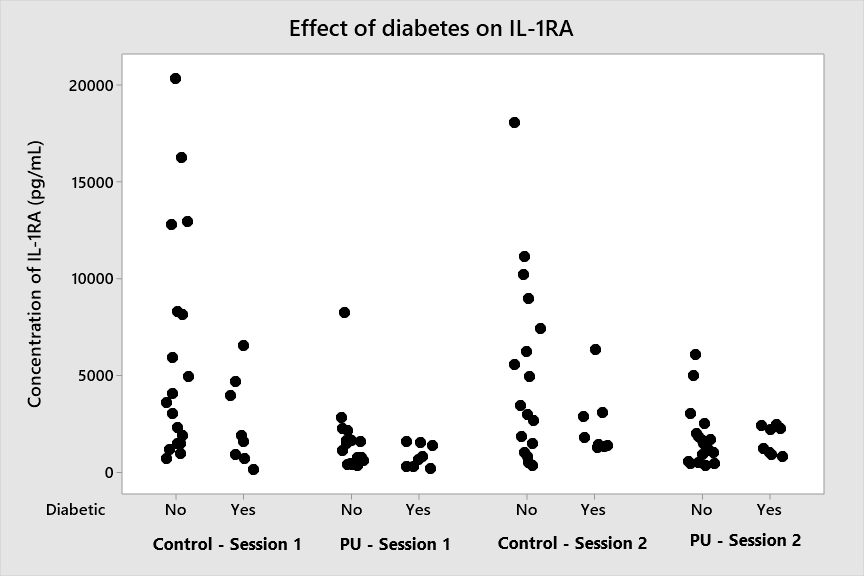 Effect of diabetes on IL-1RA
Concentration of IL-1RA (pg/mL)
20000
15000
10000
5000
0
Diabetic No Yes No Yes No Yes No Yes
Control - Session 1 PU - Session 1 Control - Session 2 PU - Session 2